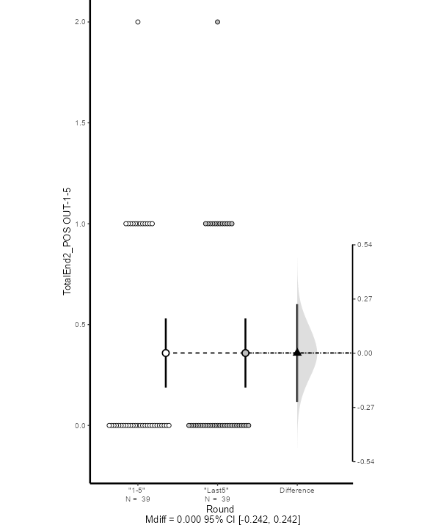 2.0
1.5
1.0
0.5
0.0
TotalEnd2_POS OUT-1-5
0.54
0.27
0.00
-0.27
-0.54
"1-5" "Last5" Difference
N = 39 N = 39
Round
Mdiff = 0.000 95% CI [-0.242, 0.242]